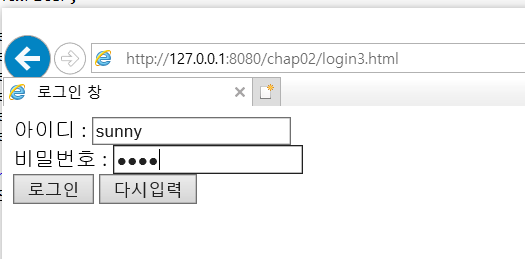 http://127.0.0.1:8080/chap02/login3.html
로그인 창
아이디 : sunny
비밀번호 : ●●●●
로그인 다시입력